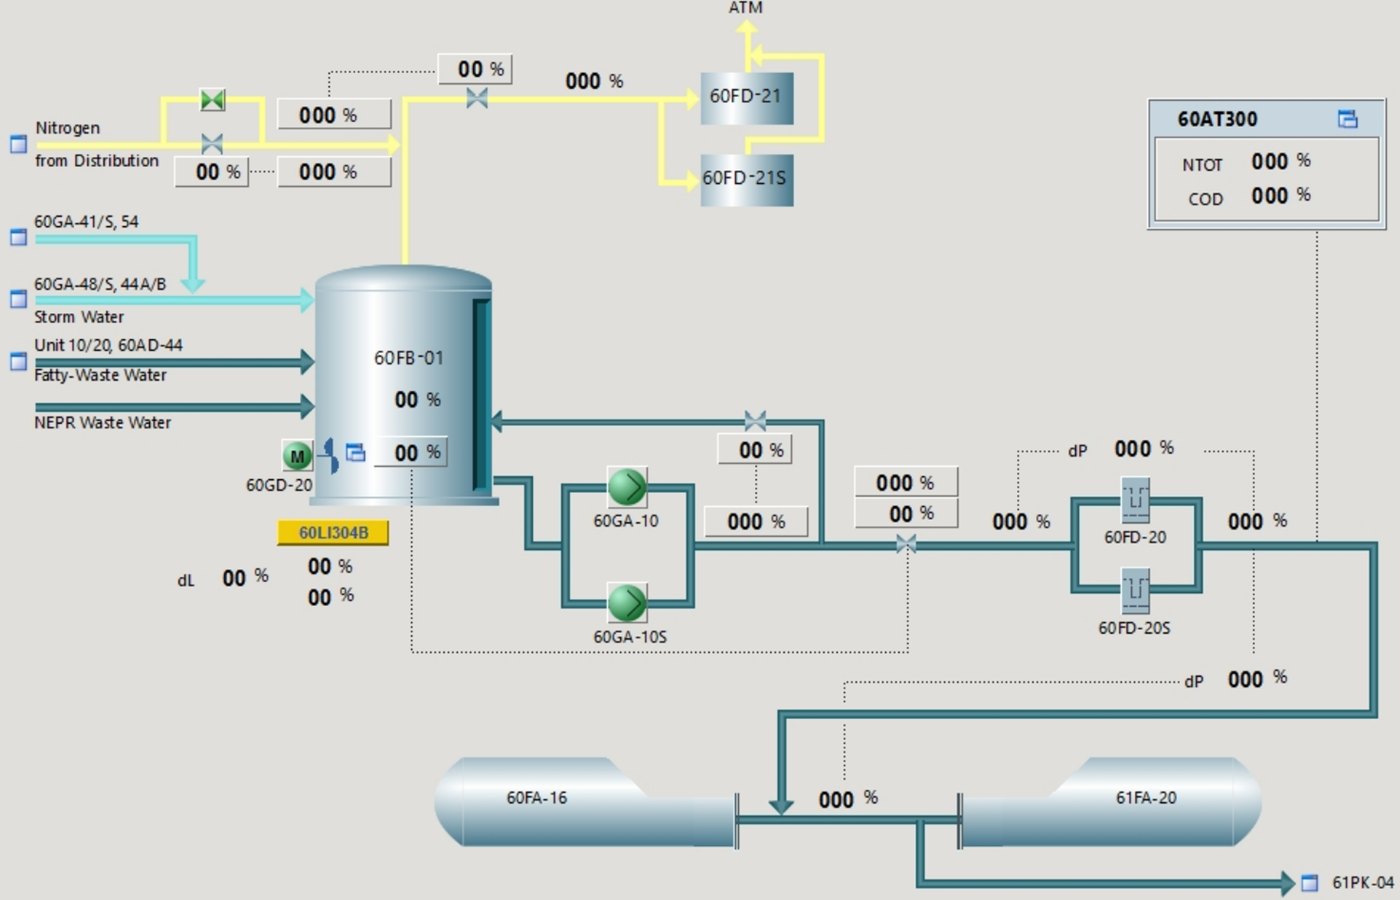 ATM
00 %
000 %
000 %
60FD-21
Nitrogen
from Distribution
00 %
000 %
60FD-21S
60AT300
NTOT 000 %
COD 000 %
60GA-41/S, 54
60GA-48/S, 44A/B
Storm Water
Unit 10/20, 60AD-44
Fatty-Waste Water
NEPR Waste Water
60FB-01
00 %
00 %
M
60GD-20
60LI304B
dL 00 %
00 %
00 %
60GA-10
60GA-10S
00 %
000 %
000 %
00 %
dP 000 %
000 %
000 %
60FD-20
60FD-20S
dP 000 %
60FA-16
000 %
61FA-20
61PK-04